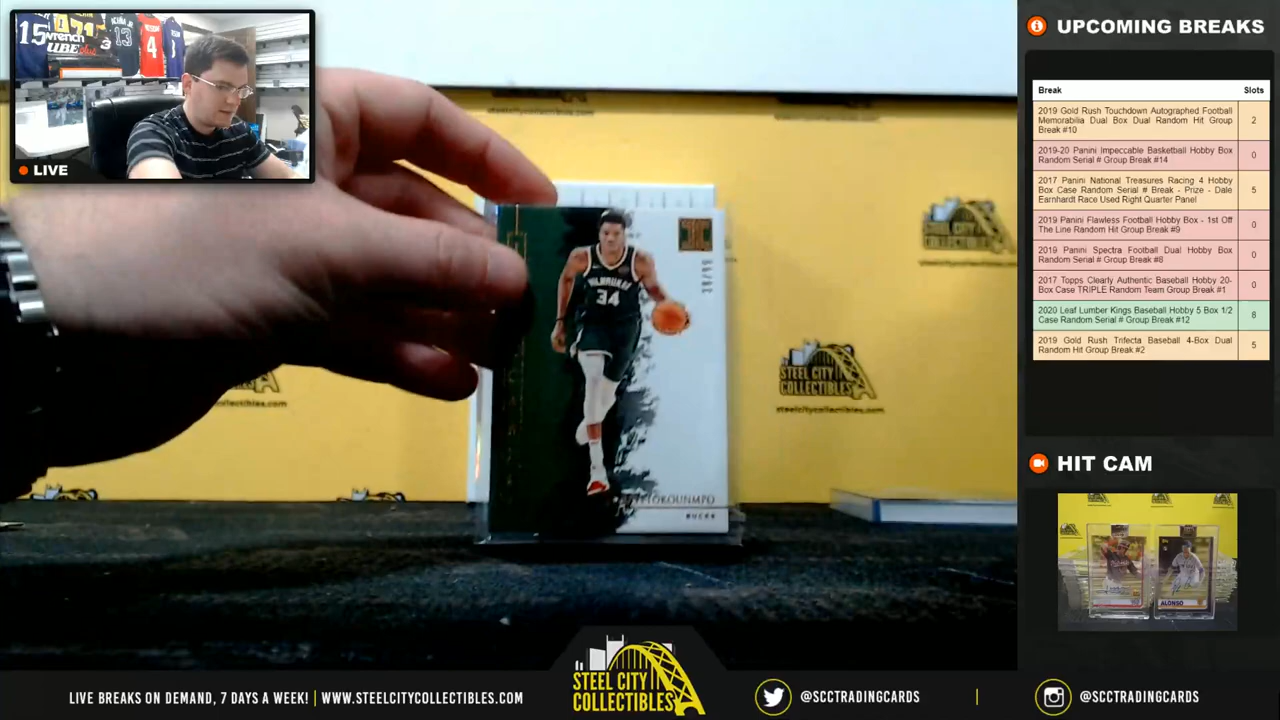 UPCOMING BREAKS
Break Slots
2019 Gold Rush Touchdown Autographed Football
Memorabilia Dual Box Dual Random Hit Group
Break #10
2
2019-20 Panini Impeccable Basketball Hobby Box
Random Serial # Group Break #14
0
2017 Panini National Treasures Racing 4 Hobby
Box Case Random Serial # Break - Prize - Dale
Earnhardt Race Used Right Quarter Panel
5
2019 Panini Flawless Football Hobby Box - 1st Off
The Line Random Hit Group Break #9
0
2019 Panini Spectra Football Dual Hobby Box
Random Serial # Group Break #8
0
2017 Topps Clearly Authentic Baseball Hobby 20-
Box Case TRIPLE Random Team Group Break #1
0
2020 Leaf Lumber Kings Baseball Hobby 5 Box 1/2
Case Random Serial # Group Break #12
8
2019 Gold Rush Trifecta Baseball 4-Box Dual
Random Hit Group Break #2
5
LIVE
15
71
13
4
MILWAUKEE
34
BUCKS
STEEL CITY
COLLECTIBLES
steelcitycollectibles.com
HIT CAM
ALONSO
LIVE BREAKS ON DEMAND, 7 DAYS A WEEK! | WWW.STEELCITYCOLLECTIBLES.COM
STEEL CITY
COLLECTIBLES
@SCCTRADINGCARDS
@SCCTRADINGCARDS